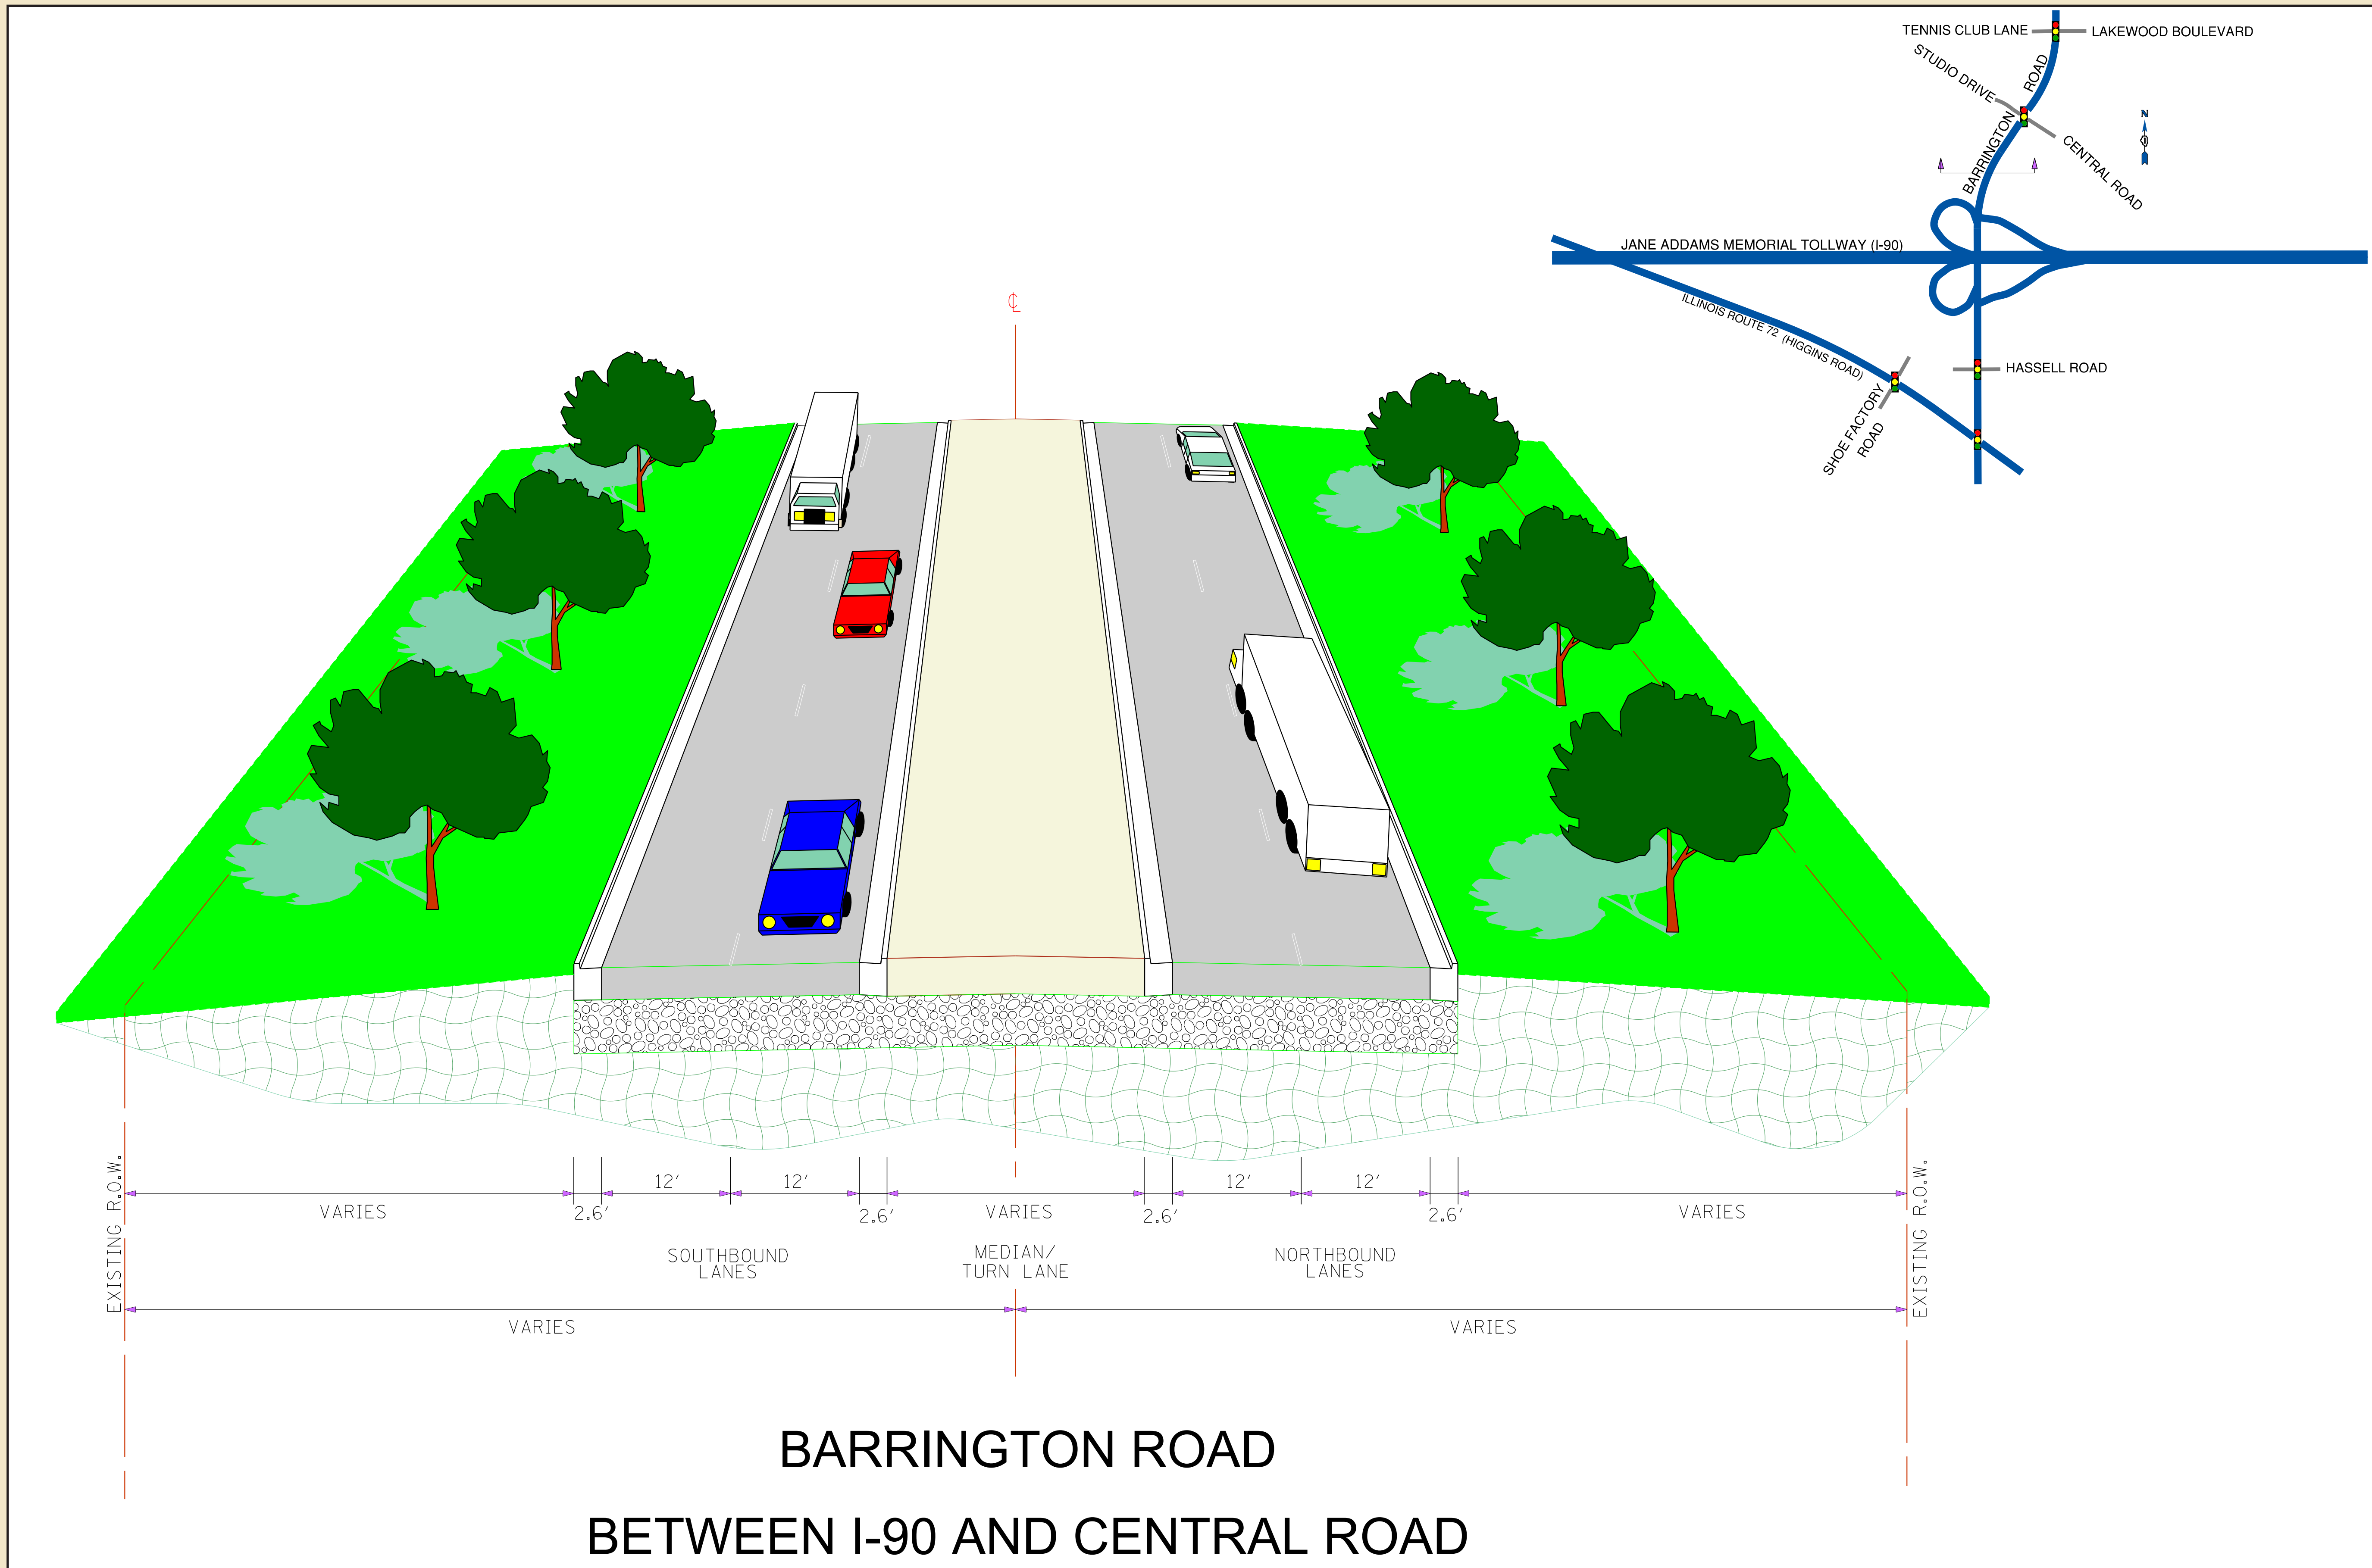 TENNIS CLUB LANE
LAKEWOOD BOULEVARD
STUDIO DRIVE
BARRINGTON ROAD
N
CENTRAL ROAD
JANE ADDAMS MEMORIAL TOLLWAY (I-90)
ILLINOIS ROUTE 72 (HIGGINS ROAD)
HASSELL ROAD
SHOE FACTORY
ROAD
℄
EXISTING R.O.W.
12' 12' 12' 12'
VARIES 2.6' 2.6' VARIES 2.6' 2.6' VARIES
SOUTHBOUND
LANES
MEDIAN/
TURN LANE
NORTHBOUND
LANES
EXISTING R.O.W.
VARIES VARIES
BARRINGTON ROAD
BETWEEN I-90 AND CENTRAL ROAD